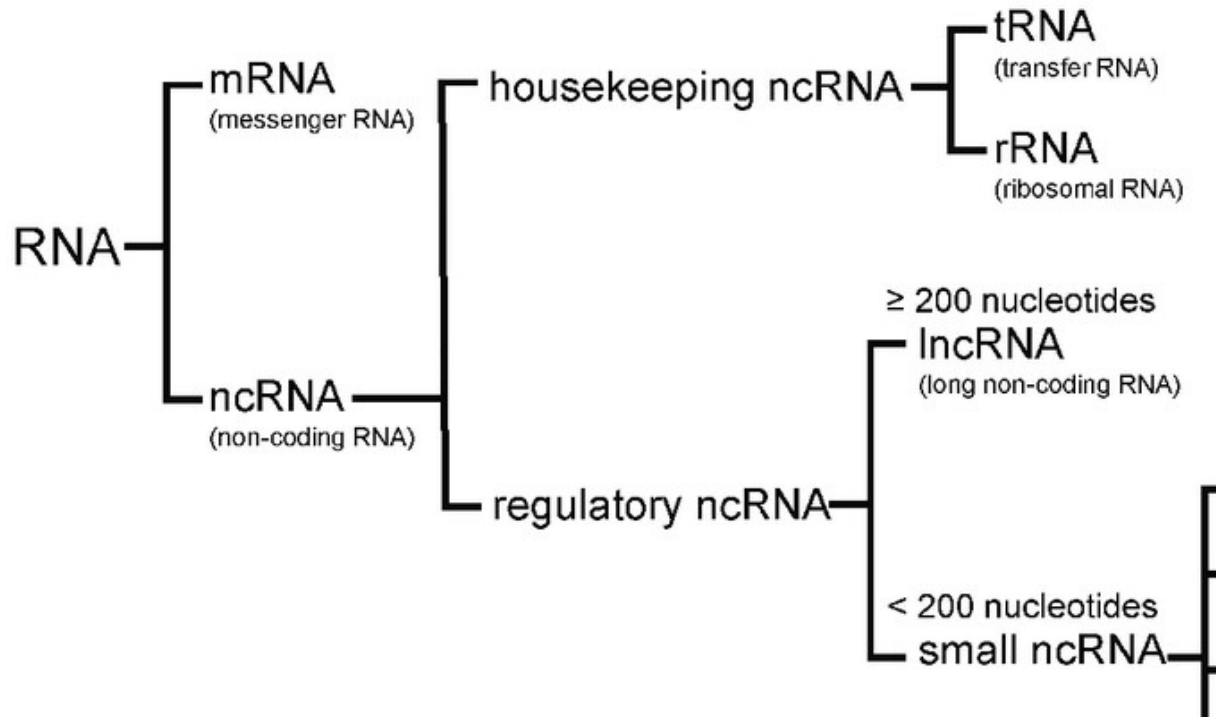 RNA
mRNA
(messenger RNA)
ncRNA
(non-coding RNA)
housekeeping ncRNA
tRNA
(transfer RNA)
rRNA
(ribosomal RNA)
regulatory ncRNA
≥ 200 nucleotides
lncRNA
(long non-coding RNA)
< 200 nucleotides
small ncRNA